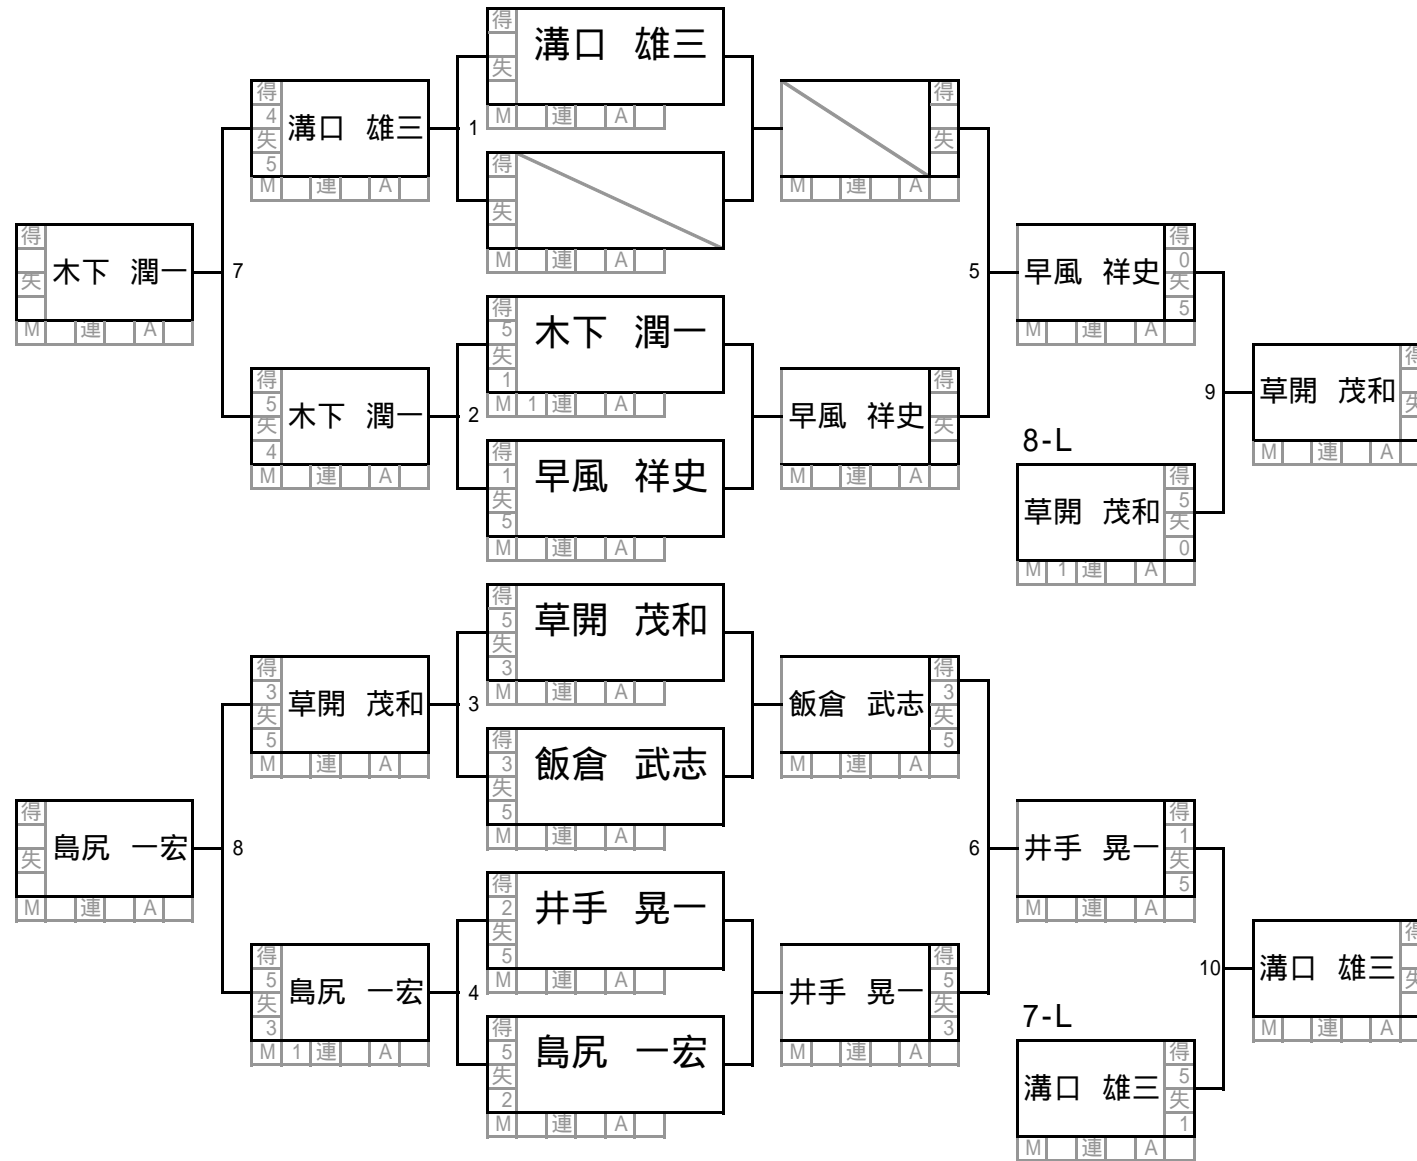 得
失
溝口 雄三
M 連 A
得
4
失
5
溝口 雄三
M 連 A
1
得
失
M 連 A
得
失
M 連 A
得
失
木下 潤一
M 連 A
7
5
早風 祥史
得
0
失
5
M 連 A
得
5
失
1
木下 潤一
M 1 連 A
得
5
失
4
木下 潤一
M 連 A
2
早風 祥史
得
失
M 連 A
9
草開 茂和
得
失
M 連 A
得
1
失
5
早風 祥史
M 連 A
8-L
草開 茂和
得
5
失
0
M 1 連 A
得
5
失
3
草開 茂和
M 連 A
得
3
失
5
草開 茂和
M 連 A
3
飯倉 武志
得
3
失
5
M 連 A
得
3
失
5
飯倉 武志
M 連 A
得
失
島尻 一宏
M 連 A
8
6
井手 晃一
得
1
失
5
M 連 A
得
2
失
5
井手 晃一
M 連 A
得
5
失
3
島尻 一宏
M 1 連 A
4
井手 晃一
得
5
失
3
M 連 A
10
溝口 雄三
得
失
M 連 A
得
5
失
2
島尻 一宏
M 連 A
7-L
溝口 雄三
得
5
失
1
M 連 A